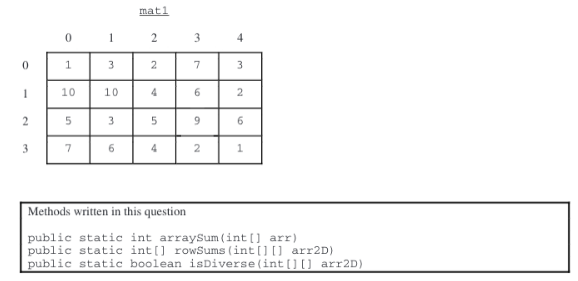 mat1
0 1 2 3 4
0 1 3 2 7 3
1 10 10 4 6 2
2 5 3 5 9 6
3 7 6 4 2 1
Methods written in this question
public static int arraySum(int[] arr)
public static int[] rowSums(int[][] arr2D)
public static boolean isDiverse(int[][] arr2D)